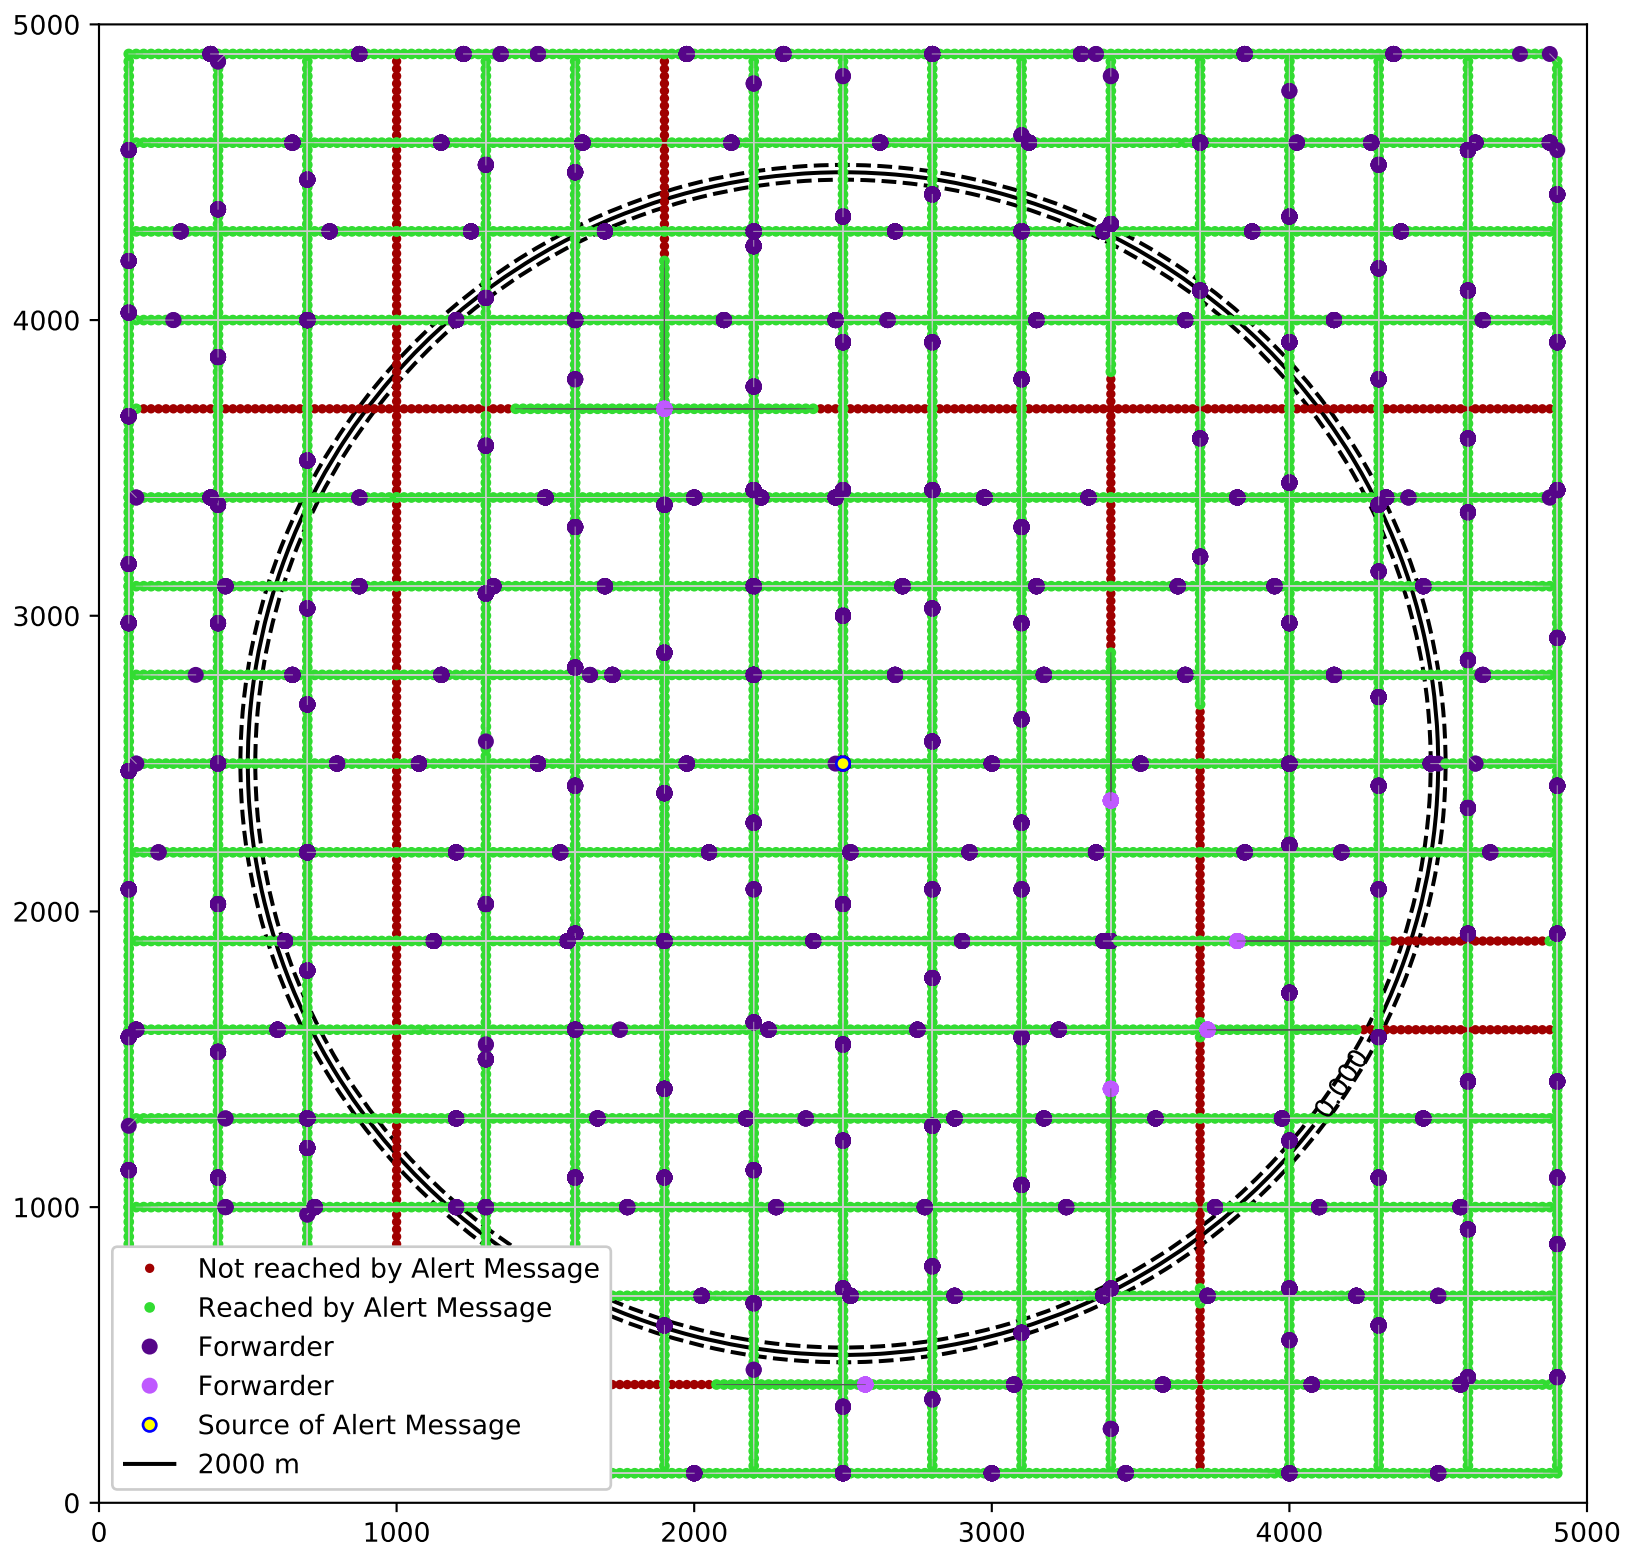 5000
4000
3000
2000
1000
0
0.000
Not reached by Alert Message
Reached by Alert Message
Forwarder
Forwarder
Source of Alert Message
2000 m
0 1000 2000 3000 4000 5000